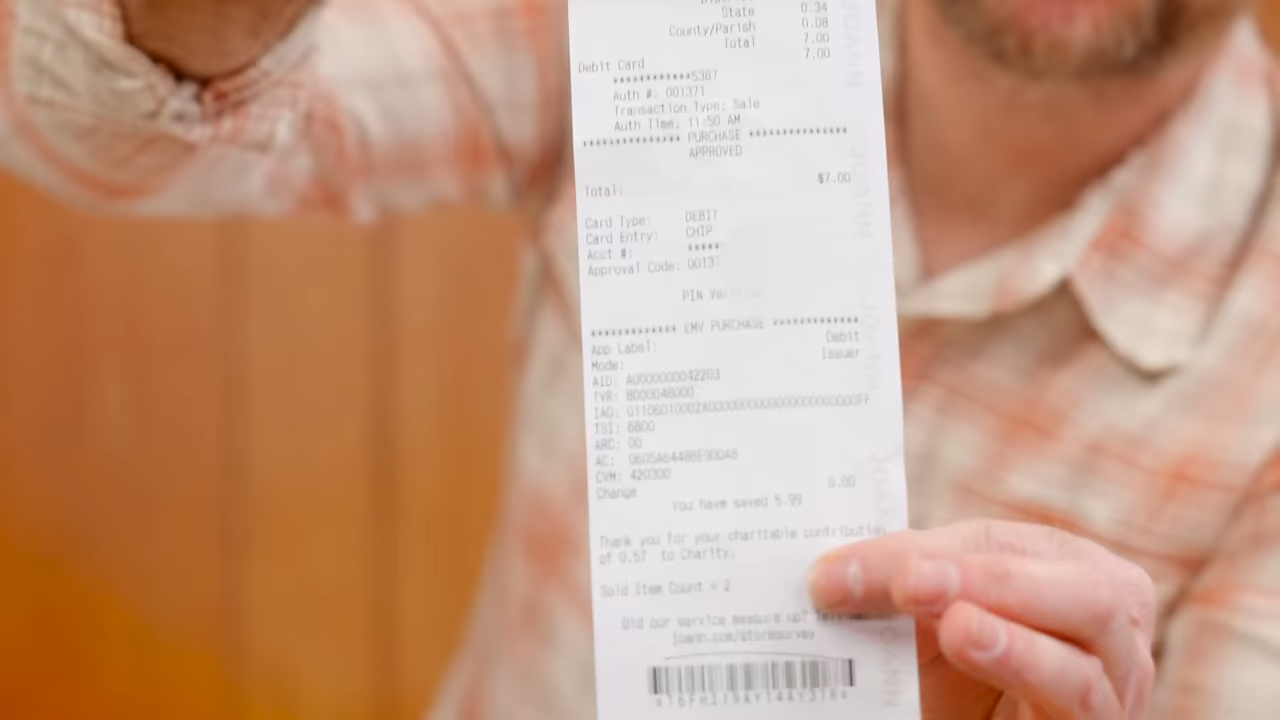 State 0.34
County/Parish 0.08
Total 7.00
7.00
Debit Card
************5387
Auth #: 001371
Transaction Type: Sale
Auth Time: 11:50 AM
************** PURCHASE **************
APPROVED
Total: $7.00
Card Type: DEBIT
Card Entry: CHIP
Acct #: *****
Approval Code: 0013
PIN
************ EMV PURCHASE ************
App Label: Debit
Mode: Issuer
AID: A0000000042203
TVR: 8000048000
TSI: 6800
ARC: 00
AC:
CVM: 420300
Change 0.00
You have saved 5.99
Thank you for your charitable
of 0.57 to Charity.
Sold Item Count = 2
Did our service measure up?
joann.com/storesurvey